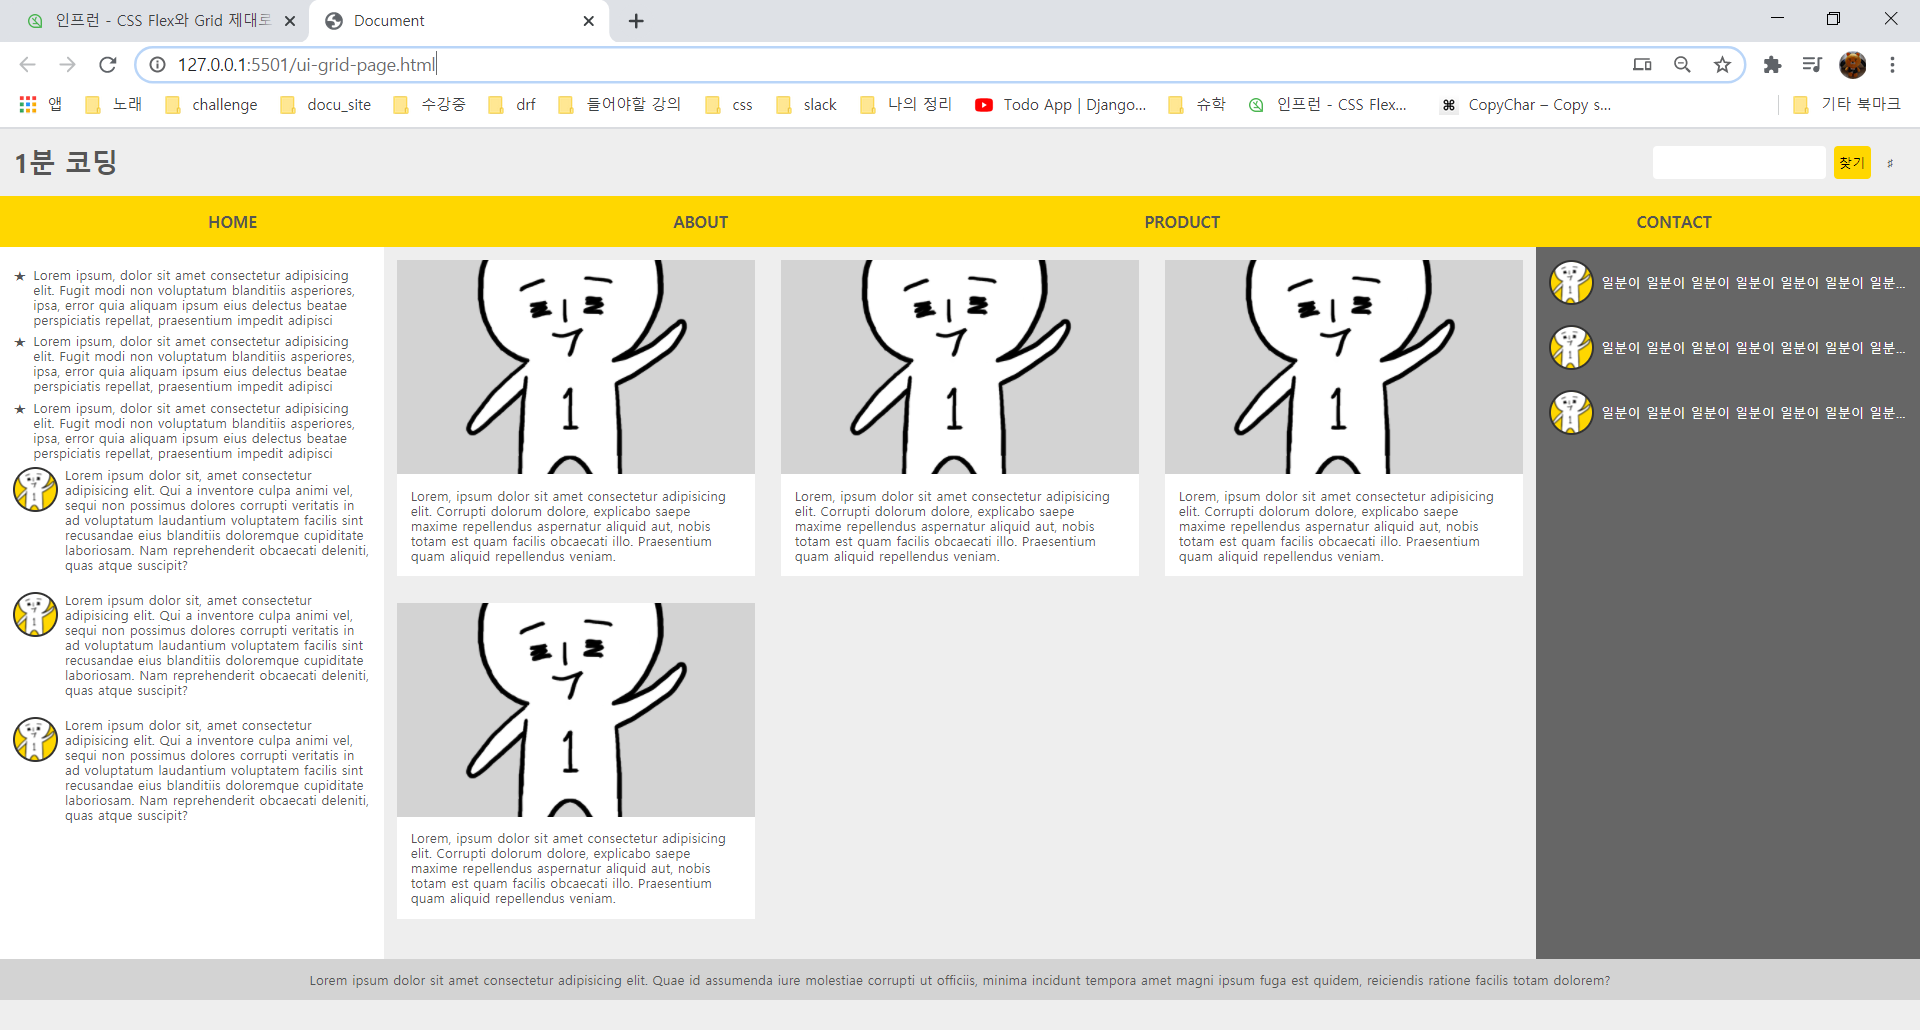 인프런 - CSS Flex와 Grid 제대로
Document
127.0.0.1:5501/ui-grid-page.html
앱
노래
challenge
docu_site
수강중
drf
들어야할 강의
css
slack
나의 정리
Todo App | Django...
슈학
인프런 - CSS Flex...
CopyChar – Copy s...
기타 북마크
1분 코딩
찾기
♯
HOME
ABOUT
PRODUCT
CONTACT
★ Lorem ipsum, dolor sit amet consectetur adipisicing
elit. Fugit modi non voluptatum blanditiis asperiores,
ipsa, error quia aliquam ipsum eius delectus beatae
perspiciatis repellat, praesentium impedit adipisci
★ Lorem ipsum, dolor sit amet consectetur adipisicing
elit. Fugit modi non voluptatum blanditiis asperiores,
ipsa, error quia aliquam ipsum eius delectus beatae
perspiciatis repellat, praesentium impedit adipisci
★ Lorem ipsum, dolor sit amet consectetur adipisicing
elit. Fugit modi non voluptatum blanditiis asperiores,
ipsa, error quia aliquam ipsum eius delectus beatae
perspiciatis repellat, praesentium impedit adipisci
1
Lorem ipsum dolor sit, amet consectetur
adipisicing elit. Qui a inventore culpa animi vel,
sequi non possimus dolores corrupti veritatis in
ad voluptatum laudantium voluptatem facilis sint
recusandae eius blanditiis doloremque cupiditate
laboriosam. Nam reprehenderit obcaecati deleniti,
quas atque suscipit?
1
Lorem ipsum dolor sit, amet consectetur
adipisicing elit. Qui a inventore culpa animi vel,
sequi non possimus dolores corrupti veritatis in
ad voluptatum laudantium voluptatem facilis sint
recusandae eius blanditiis doloremque cupiditate
laboriosam. Nam reprehenderit obcaecati deleniti,
quas atque suscipit?
1
Lorem ipsum dolor sit, amet consectetur
adipisicing elit. Qui a inventore culpa animi vel,
sequi non possimus dolores corrupti veritatis in
ad voluptatum laudantium voluptatem facilis sint
recusandae eius blanditiis doloremque cupiditate
laboriosam. Nam reprehenderit obcaecati deleniti,
quas atque suscipit?
1
Lorem, ipsum dolor sit amet consectetur adipisicing
elit. Corrupti dolorum dolore, explicabo saepe
maxime repellendus aspernatur aliquid aut, nobis
totam est quam facilis obcaecati illo. Praesentium
quam aliquid repellendus veniam.
1
Lorem, ipsum dolor sit amet consectetur adipisicing
elit. Corrupti dolorum dolore, explicabo saepe
maxime repellendus aspernatur aliquid aut, nobis
totam est quam facilis obcaecati illo. Praesentium
quam aliquid repellendus veniam.
1
Lorem, ipsum dolor sit amet consectetur adipisicing
elit. Corrupti dolorum dolore, explicabo saepe
maxime repellendus aspernatur aliquid aut, nobis
totam est quam facilis obcaecati illo. Praesentium
quam aliquid repellendus veniam.
1
Lorem, ipsum dolor sit amet consectetur adipisicing
elit. Corrupti dolorum dolore, explicabo saepe
maxime repellendus aspernatur aliquid aut, nobis
totam est quam facilis obcaecati illo. Praesentium
quam aliquid repellendus veniam.
일분이 일분이 일분이 일분이 일분이 일분이 일분...
일분이 일분이 일분이 일분이 일분이 일분이 일분...
일분이 일분이 일분이 일분이 일분이 일분이 일분...
Lorem ipsum dolor sit amet consectetur adipisicing elit. Quae id assumenda iure molestiae corrupti ut officiis, minima incidunt tempora amet magni ipsum fuga est quidem, reiciendis ratione facilis totam dolorem?